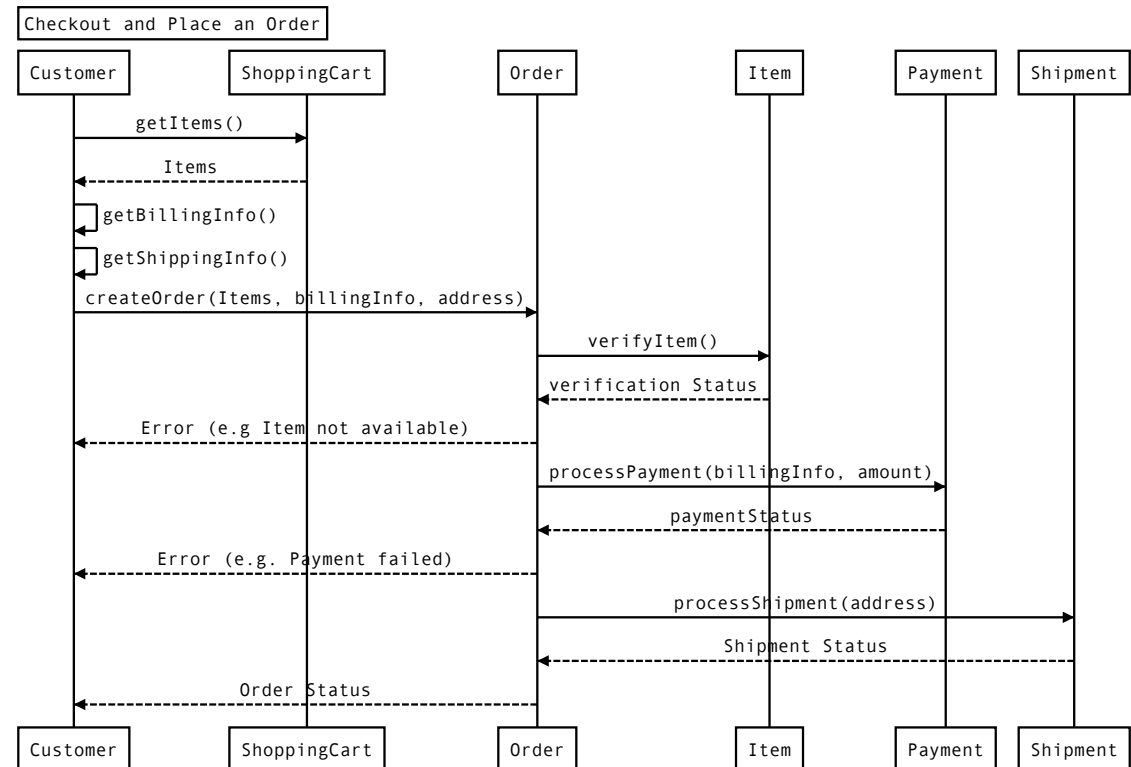 Checkout and Place an Order
Customer ShoppingCart Order Item Payment Shipment
getItems()
Items
getBillingInfo()
getShippingInfo()
createOrder(Items, billingInfo, address)
verifyItem()
verification Status
Error (e.g Item not available)
processPayment(billingInfo, amount)
paymentStatus
Error (e.g. Payment failed)
processShipment(address)
Shipment Status
Order Status
Customer ShoppingCart Order Item Payment Shipment